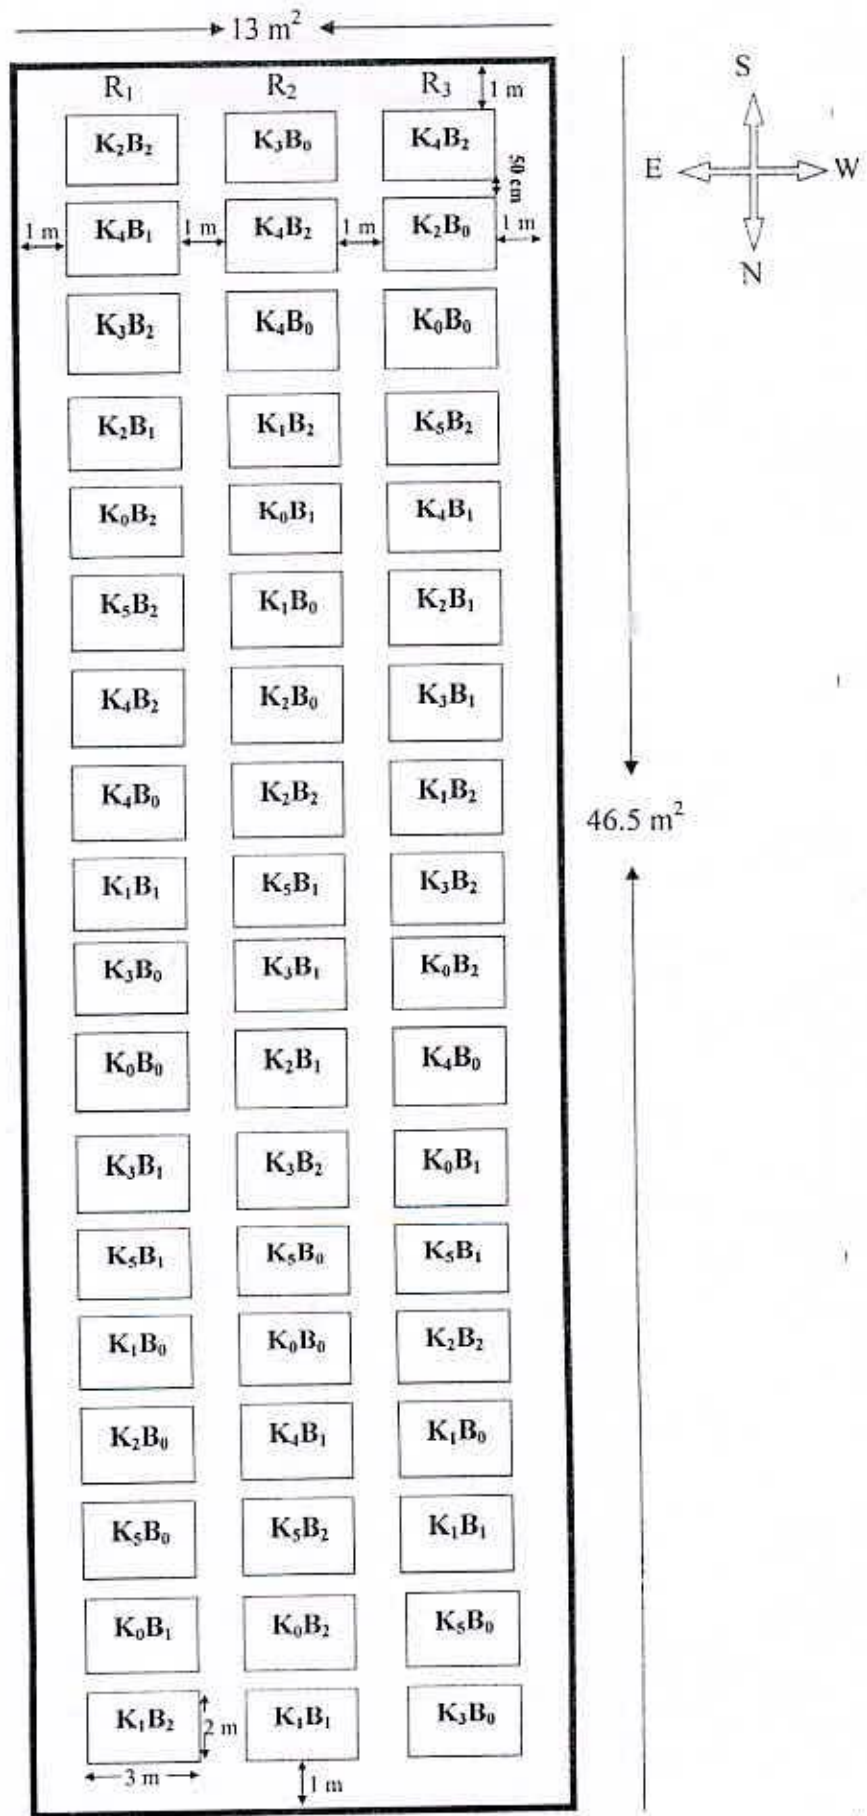 13 m²
R₁ R₂ R₃ 1 m
S
K₂B₂ K₃B₀ K₄B₂
50 cm
E W
1 m K₄B₁ 1 m K₄B₂ 1 m K₂B₀ 1 m
N
K₃B₂ K₄B₀ K₀B₀
K₂B₁ K₁B₂ K₅B₂
K₀B₂ K₀B₁ K₄B₁
K₅B₂ K₁B₀ K₂B₁
K₄B₂ K₂B₀ K₃B₁
K₄B₀ K₂B₂ K₁B₂
46.5 m²
K₁B₁ K₅B₁ K₃B₂
K₃B₀ K₃B₁ K₀B₂
K₀B₀ K₂B₁ K₄B₀
K₃B₁ K₃B₂ K₀B₁
K₅B₁ K₅B₀ K₅B₁
K₁B₀ K₀B₀ K₂B₂
K₂B₀ K₄B₁ K₁B₀
K₅B₀ K₅B₂ K₁B₁
K₀B₁ K₀B₂ K₅B₀
K₁B₂ 2 m K₁B₁ K₃B₀
3 m 1 m